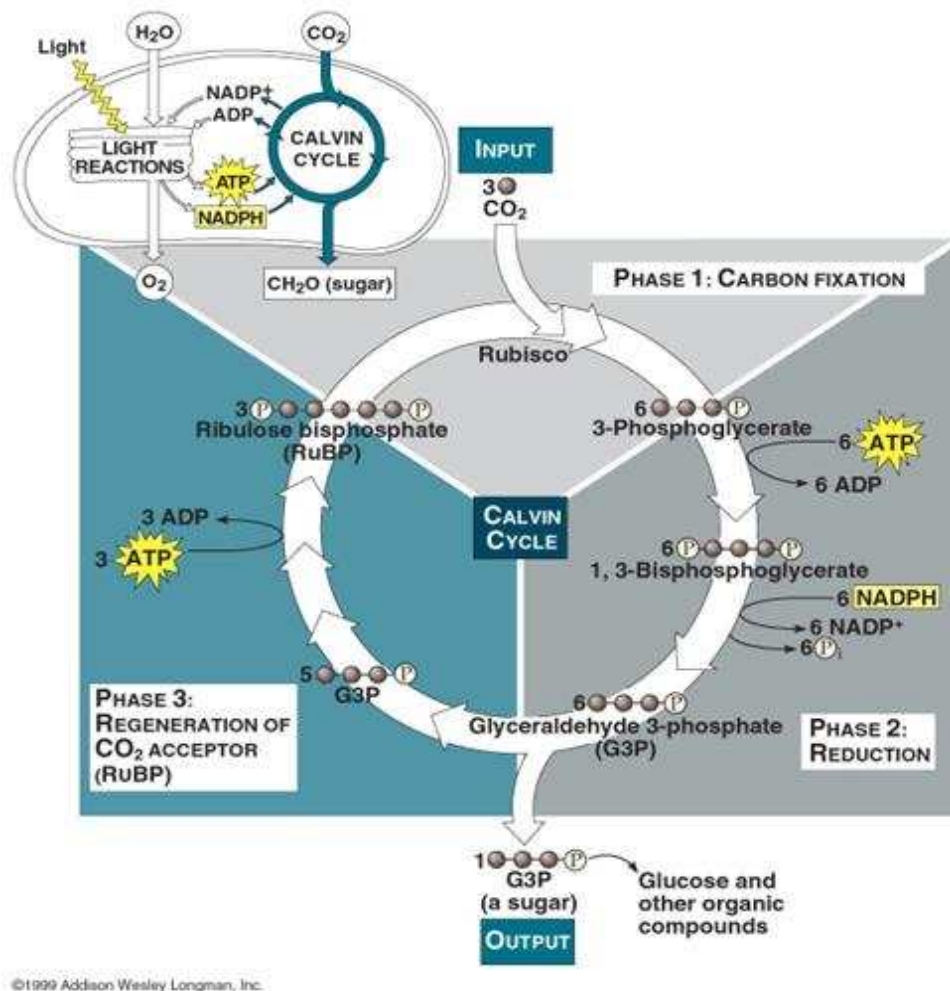 H₂O
CO₂
Light
NADP⁺
ADP
CALVIN
CYCLE
LIGHT
REACTIONS
ATP
NADPH
O₂
CH₂O (sugar)
INPUT
3
CO₂
PHASE 1: CARBON FIXATION
Rubisco
3 P P
Ribulose bisphosphate
(RuBP)
6 P
3-Phosphoglycerate
6 ATP
6 ADP
CALVIN
CYCLE
3 ADP
3 ATP
6 P P
1, 3-Bisphosphoglycerate
6 NADPH
6 NADP⁺
6 Pᵢ
5 P
G3P
6 P
Glyceraldehyde 3-phosphate
(G3P)
PHASE 3:
REGENERATION OF
CO₂ ACCEPTOR
(RuBP)
PHASE 2:
REDUCTION
1 P
G3P
(a sugar)
Glucose and
other organic
compounds
OUTPUT
©1999 Addison Wesley Longman, Inc.